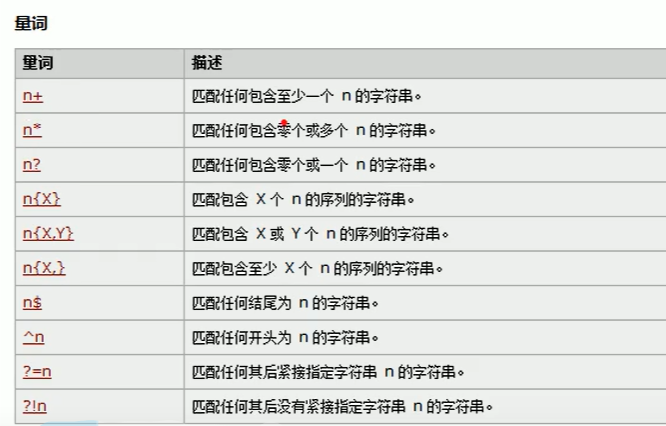 量词
量词 描述
n+ 匹配任何包含至少一个 n 的字符串。
n* 匹配任何包含零个或多个 n 的字符串。
n? 匹配任何包含零个或一个 n 的字符串。
n{X} 匹配包含 X 个 n 的序列的字符串。
n{X,Y} 匹配包含 X 或 Y 个 n 的序列的字符串。
n{X,} 匹配包含至少 X 个 n 的序列的字符串。
n$ 匹配任何结尾为 n 的字符串。
^n 匹配任何开头为 n 的字符串。
?=n 匹配任何其后紧接指定字符串 n 的字符串。
?!n 匹配任何其后没有紧接指定字符串 n 的字符串。